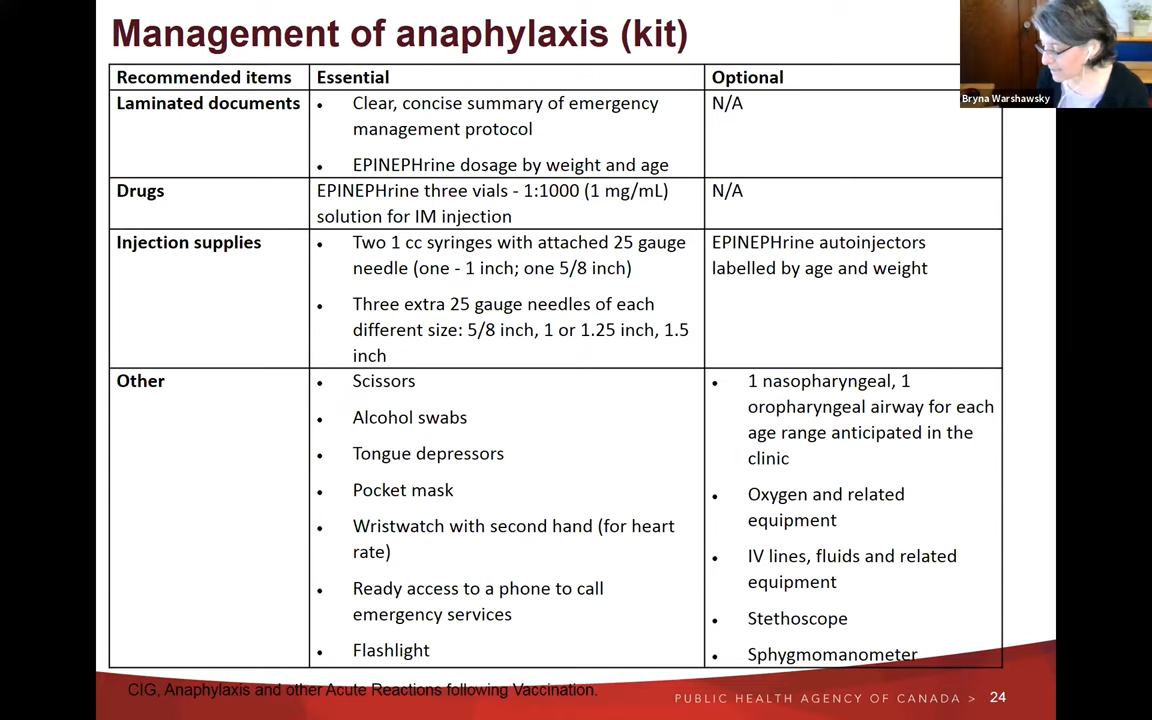 Management of anaphylaxis (kit)
Recommended items Essential Optional
Laminated documents
• Clear, concise summary of emergency
management protocol
• EPINEPHrine dosage by weight and age
N/A
Drugs
EPINEPHrine three vials - 1:1000 (1 mg/mL)
solution for IM injection
N/A
Injection supplies
• Two 1 cc syringes with attached 25 gauge
needle (one - 1 inch; one 5/8 inch)
• Three extra 25 gauge needles of each
different size: 5/8 inch, 1 or 1.25 inch, 1.5
inch
EPINEPHrine autoinjectors
labelled by age and weight
Other
• Scissors
• Alcohol swabs
• Tongue depressors
• Pocket mask
• Wristwatch with second hand (for heart
rate)
• Ready access to a phone to call
emergency services
• Flashlight
• 1 nasopharyngeal, 1
oropharyngeal airway for each
age range anticipated in the
clinic
• Oxygen and related
equipment
• IV lines, fluids and related
equipment
• Stethoscope
• Sphygmomanometer
Bryna Warshawsky
CIG, Anaphylaxis and other Acute Reactions following Vaccination.
PUBLIC HEALTH AGENCY OF CANADA > 24